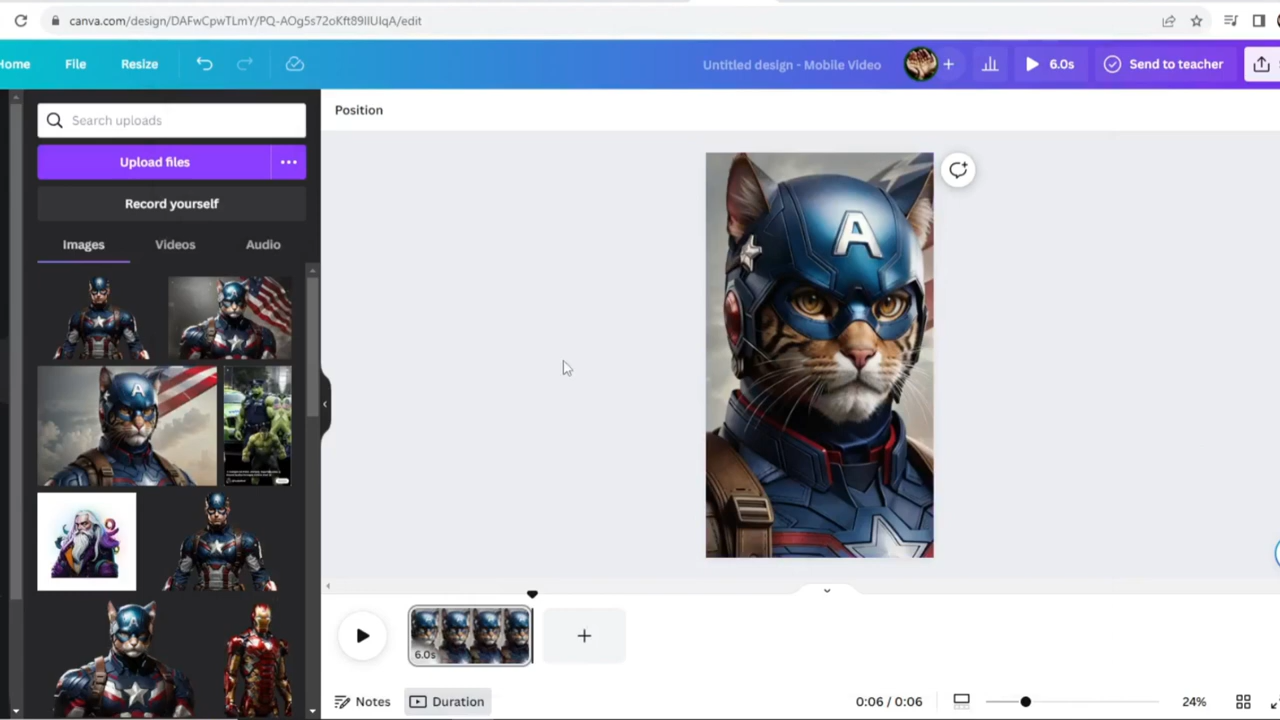 canva.com/design/DAFwCpwTLmY/PQ-AOg5s72oKft89IIUIqA/edit
Home
File
Resize
Untitled design - Mobile Video
6.0s
Send to teacher
Search uploads
Upload files
Record yourself
Images
Videos
Audio
Position
A
A
A
6.0s
Notes
Duration
0:06 / 0:06
24%